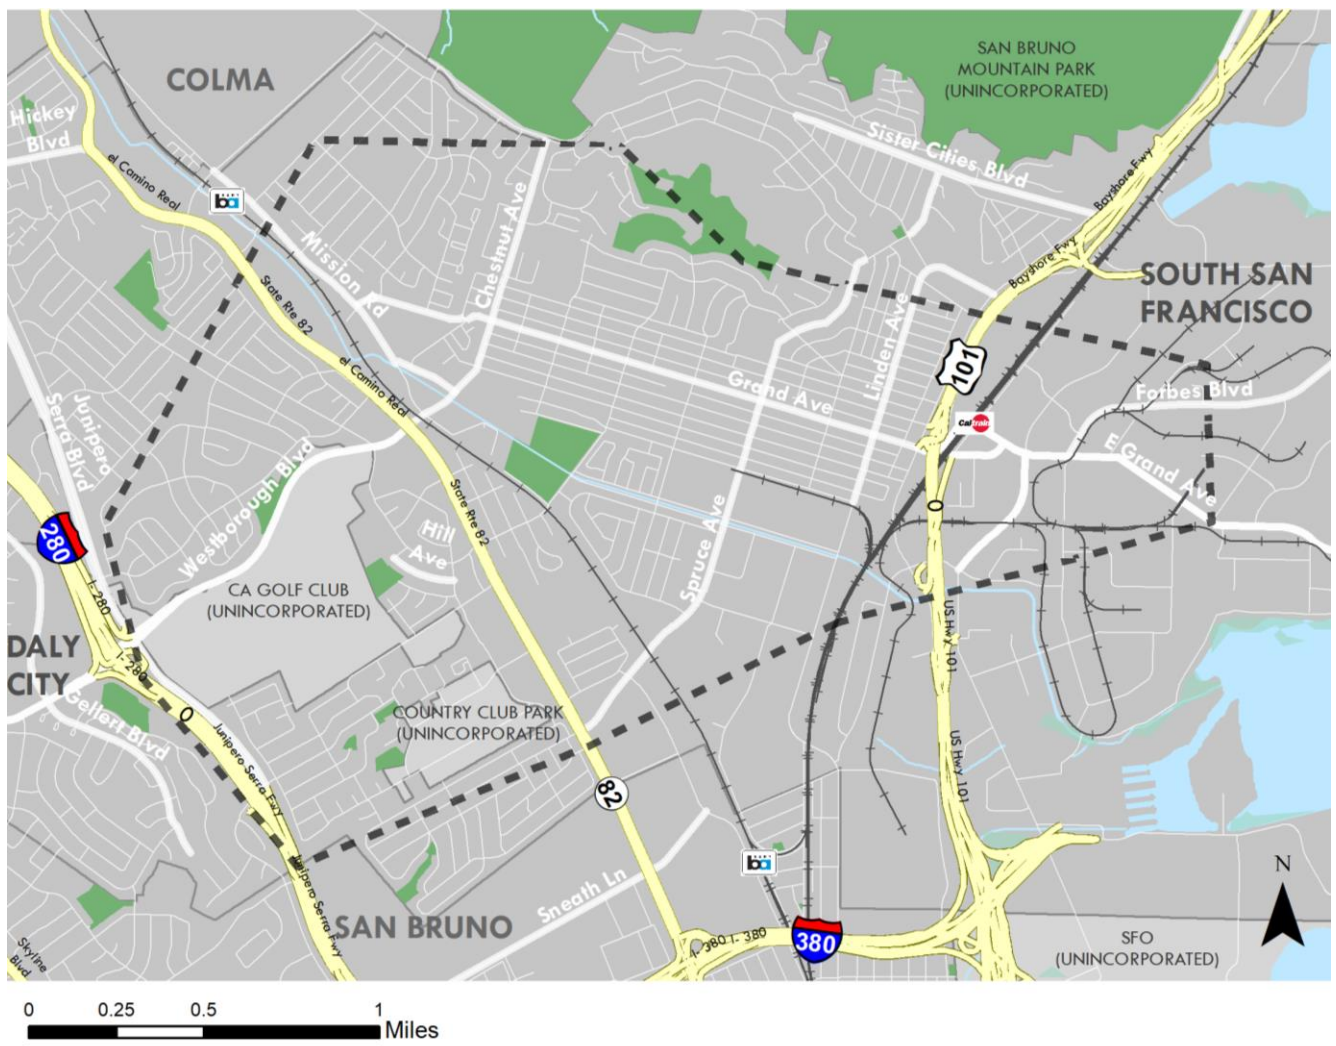 COLMA
SAN BRUNO
MOUNTAIN PARK
(UNINCORPORATED)
Hickey
Blvd
Sister Cities Blvd
el Camino Real
ba
Bayshore Fwy
Chestnut Ave
Mission Rd
Bayshore Fwy
SOUTH SAN
FRANCISCO
State Rte 82
el Camino Real
Linden Ave
101
Grand Ave
Forbes Blvd
Junipero
Serra Blvd
Caltrain
E Grand Ave
Westborough Blvd
State Rte 82
0
280
Hill
Ave
Spruce Ave
I- 280
CA GOLF CLUB
(UNINCORPORATED)
US Hwy 101
DALY
CITY
I- 280
Gellert Blvd
0
COUNTRY CLUB PARK
(UNINCORPORATED)
Junipero Serra Fwy
US Hwy 101
82
ba
Junipero Serra Fwy
Sneath Ln
N
SAN BRUNO
I- 380 I- 380
380
SFO
(UNINCORPORATED)
Skyline
Blvd
0 0.25 0.5 1
Miles